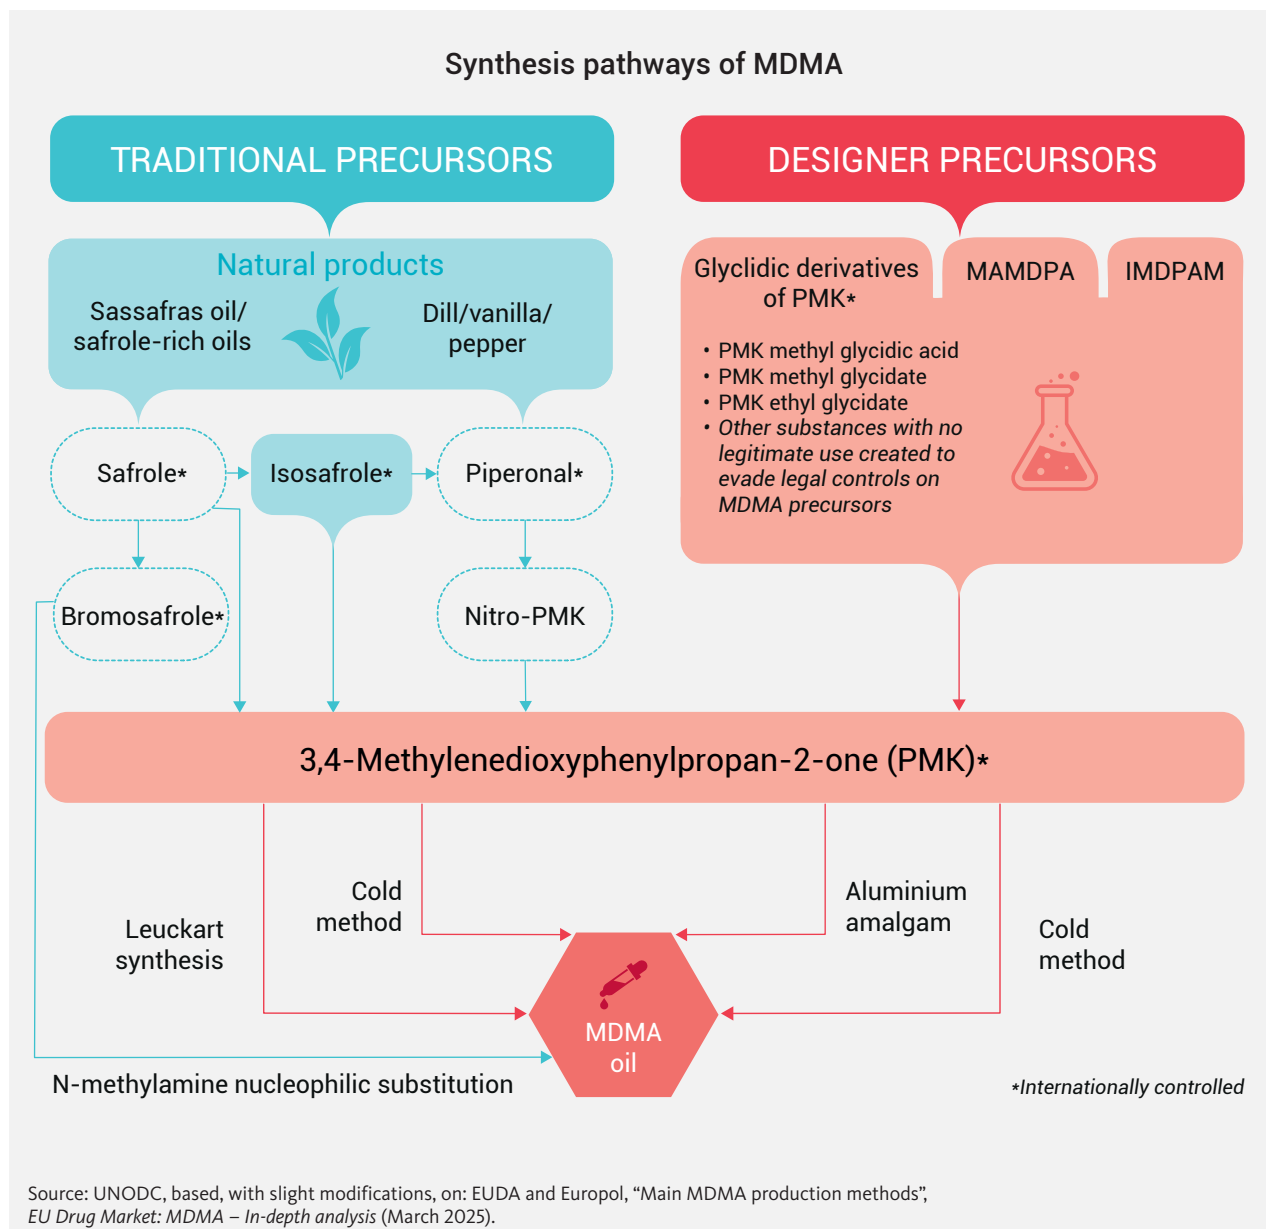 Synthesis pathways of MDMA
TRADITIONAL PRECURSORS
Natural products
Sassafras oil/
safrole-rich oils
Dill/vanilla/
pepper
Safrole*
Isosafrole*
Piperonal*
Bromosafrole*
Nitro-PMK
DESIGNER PRECURSORS
Glyclidic derivatives
of PMK*
MAMDPA
IMDPAM
• PMK methyl glycidic acid
• PMK methyl glycidate
• PMK ethyl glycidate
• Other substances with no
legitimate use created to
evade legal controls on
MDMA precursors
3,4-Methylenedioxyphenylpropan-2-one (PMK)*
Leuckart
synthesis
Cold
method
Aluminium
amalgam
Cold
method
MDMA
oil
N-methylamine nucleophilic substitution
*Internationally controlled
Source: UNODC, based, with slight modifications, on: EUDA and Europol, “Main MDMA production methods”,
EU Drug Market: MDMA – In-depth analysis (March 2025).